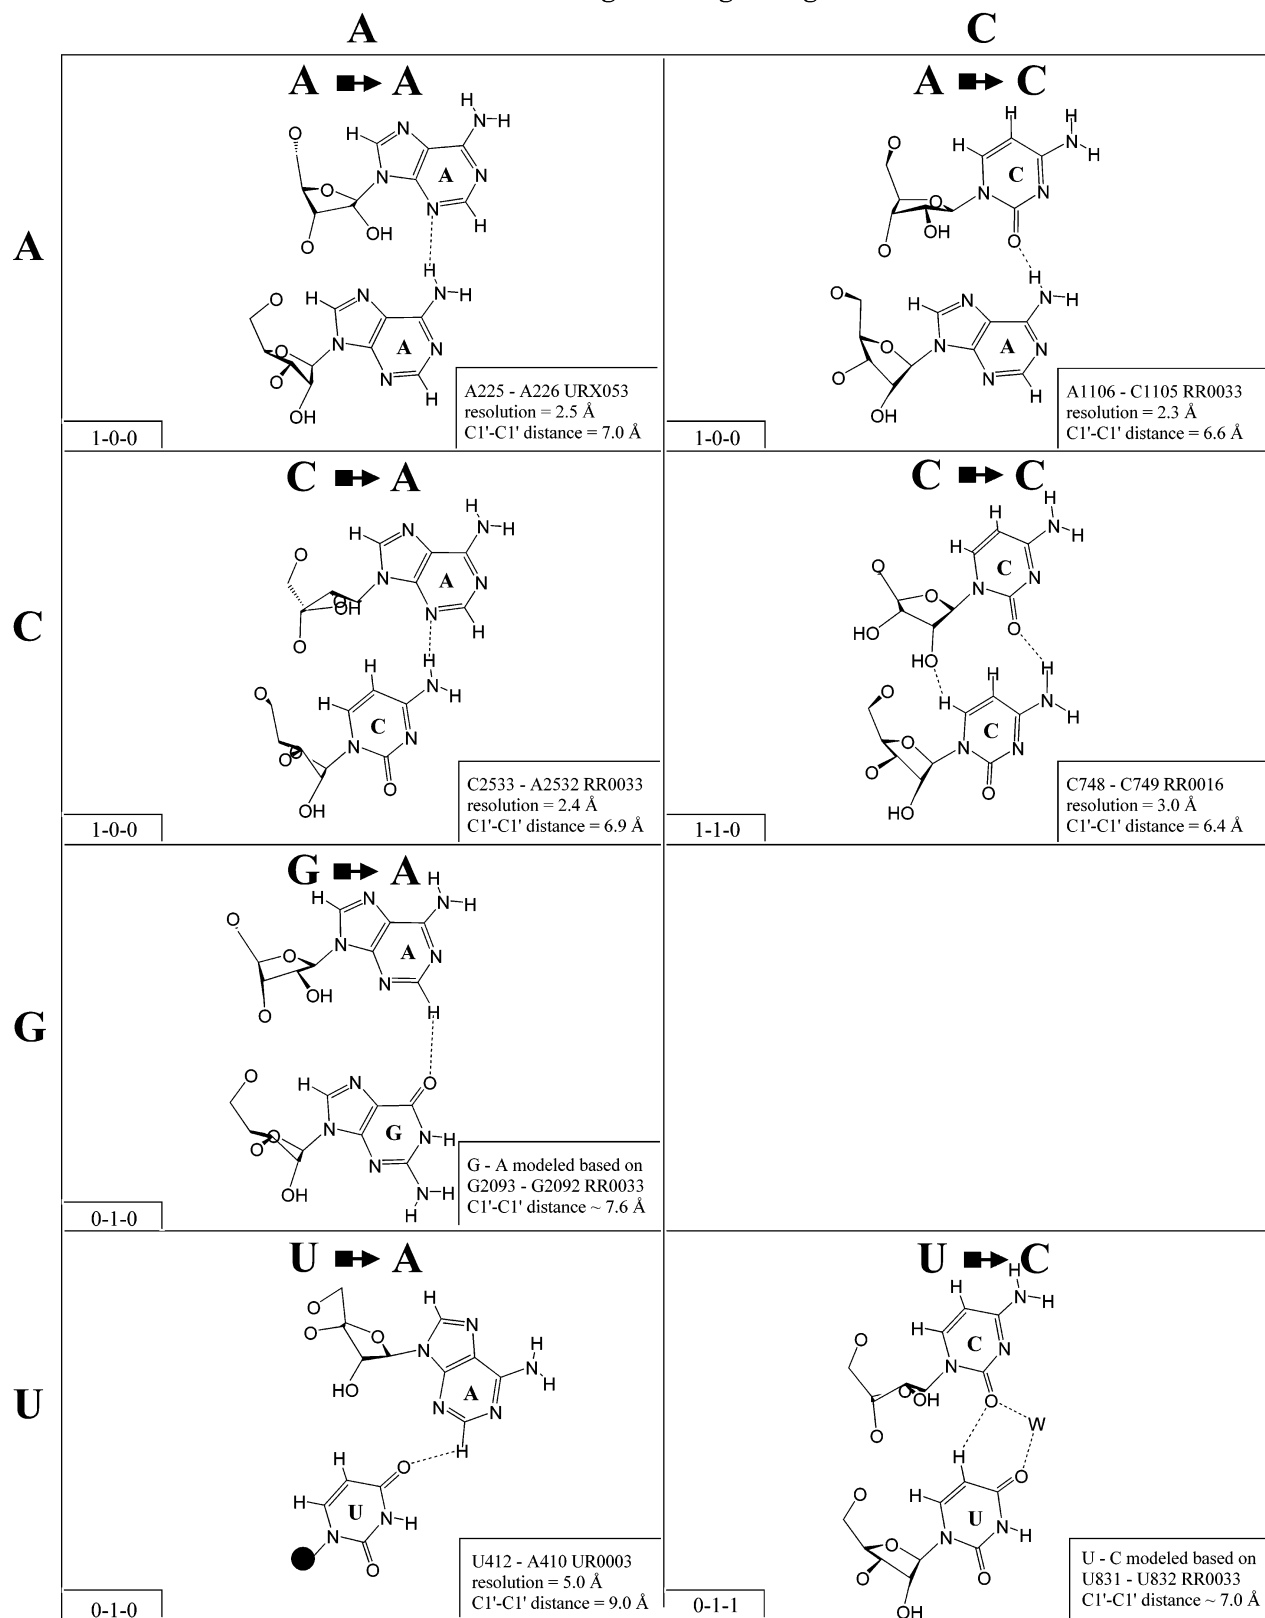 A C
A
A A
A
A
A225 - A226 URX053
resolution = 2.5 Å
C1'-C1' distance = 7.0 Å
1-0-0
A C
C
A
A1106 - C1105 RR0033
resolution = 2.3 Å
C1'-C1' distance = 6.6 Å
1-0-0
C
C A
A
C
C2533 - A2532 RR0033
resolution = 2.4 Å
C1'-C1' distance = 6.9 Å
1-0-0
C C
C
C
C748 - C749 RR0016
resolution = 3.0 Å
C1'-C1' distance = 6.4 Å
1-1-0
G
G A
A
G
G - A modeled based on
G2093 - G2092 RR0033
C1'-C1' distance ~ 7.6 Å
0-1-0
U
U A
A
U
U412 - A410 UR0003
resolution = 5.0 Å
C1'-C1' distance = 9.0 Å
0-1-0
U C
C
W
U
U - C modeled based on
U831 - U832 RR0033
C1'-C1' distance ~ 7.0 Å
0-1-1